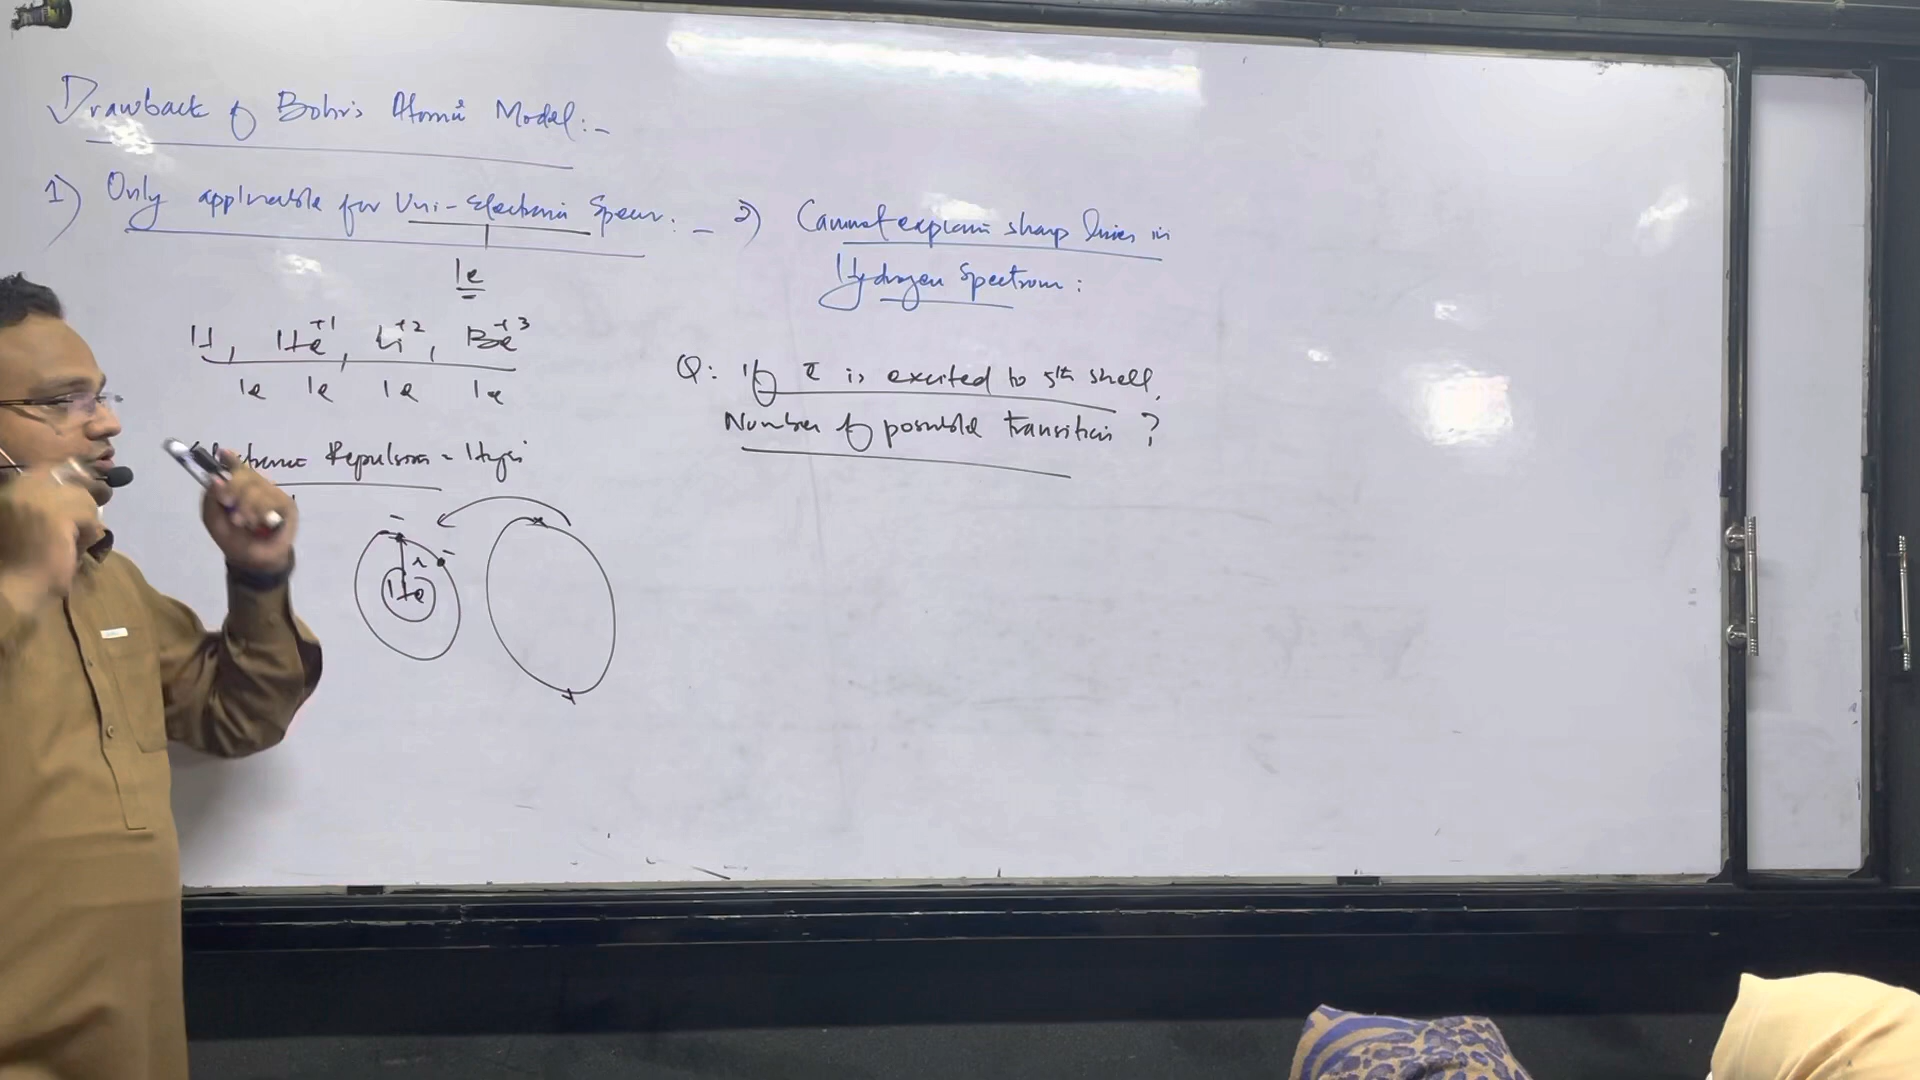 Drawback of Bohr's Atomic Model:-
1) Only applicable for Uni-Electronic Specie:-
1e
H, He+1, Li+2, Be+3
1e 1e 1e 1e
Repulsion = High
- -
r
He
2) Cannot explain sharp lines in
Hydrogen Spectrum:
Q: If e is excited to 5th shell,
Number of possible transition ?